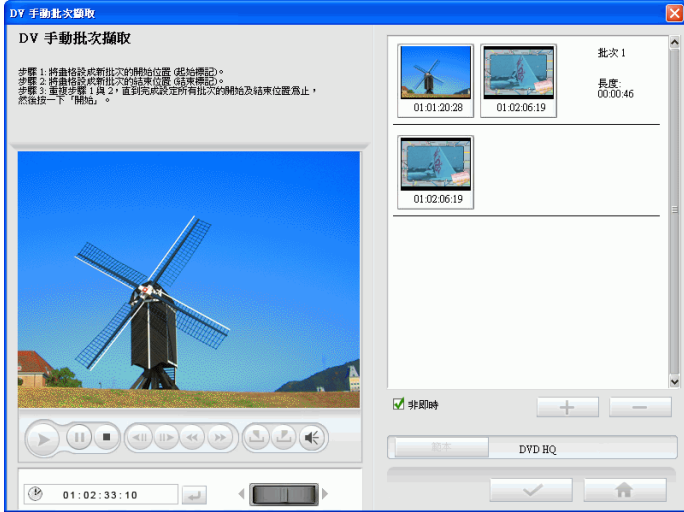 DV 手動批次擷取
DV 手動批次擷取
步驟 1: 將畫格設成新批次的開始位置 (起始標記)。
步驟 2: 將畫格設成新批次的結束位置 (結束標記)。
步驟 3: 重複步驟 1 與 2，直到完成設定所有批次的開始及結束位置為止，
然後按一下「開始」。
01:01:20:28
01:02:06:19
批次 1
長度:
00:00:46
01:02:06:19
非即時
範本
DVD HQ
01:02:33:10